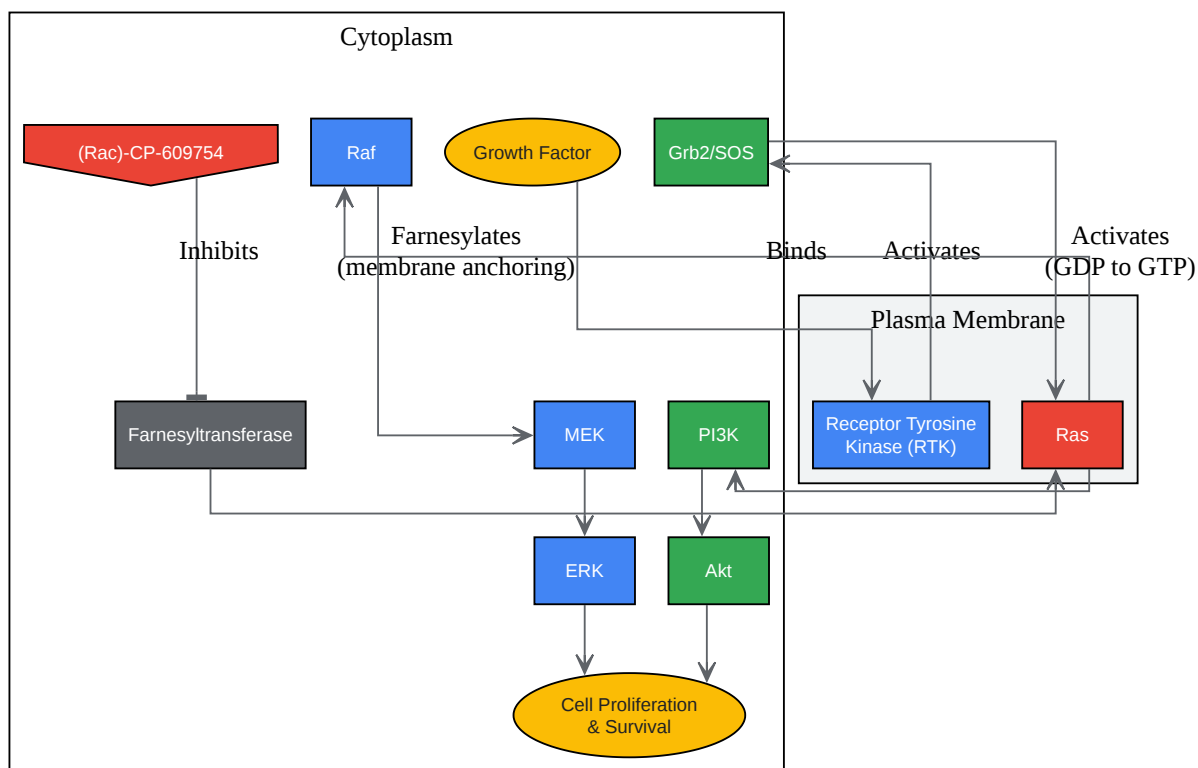 Cytoplasm
(Rac)-CP-609754
Raf
Growth Factor
Grb2/SOS
Inhibits
Farnesylates
(membrane anchoring)
Binds
Activates
Activates
(GDP to GTP)
Plasma Membrane
Farnesyltransferase
MEK
PI3K
Receptor Tyrosine
Kinase (RTK)
Ras
ERK
Akt
Cell Proliferation
& Survival